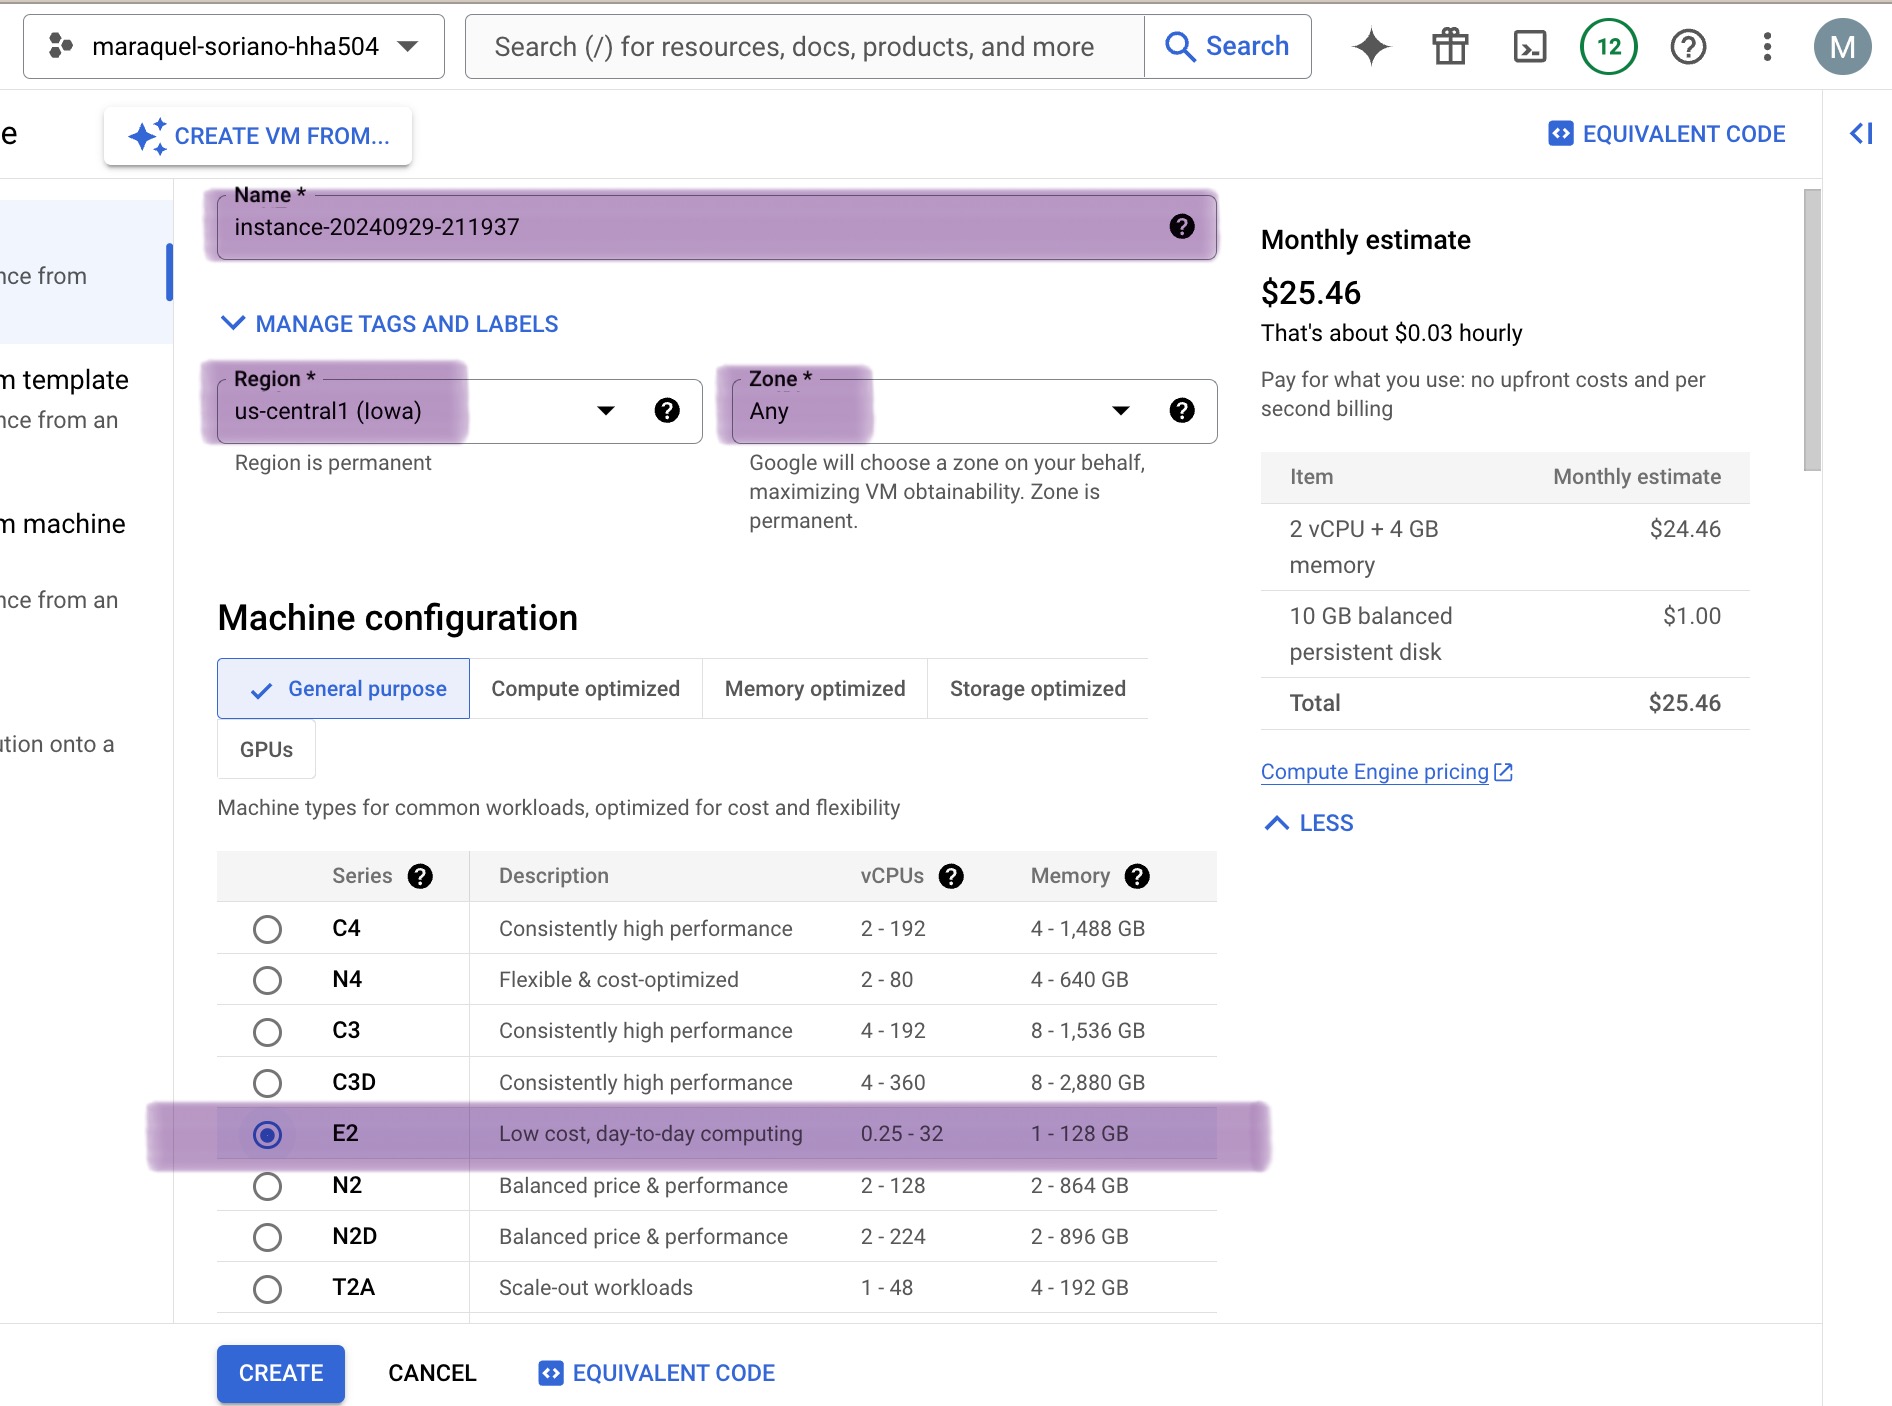 maraquel-soriano-hha504
Search (/) for resources, docs, products, and more
Search
12
M
e
CREATE VM FROM...
EQUIVALENT CODE
nce from
m template
nce from an
m machine
nce from an
ution onto a
Name *
instance-20240929-211937
MANAGE TAGS AND LABELS
Region *
us-central1 (Iowa)
Region is permanent
Zone *
Any
Google will choose a zone on your behalf,
maximizing VM obtainability. Zone is
permanent.
Machine configuration
General purpose
Compute optimized
Memory optimized
Storage optimized
GPUs
Machine types for common workloads, optimized for cost and flexibility
Series Description vCPUs Memory
C4 Consistently high performance 2 - 192 4 - 1,488 GB
N4 Flexible & cost-optimized 2 - 80 4 - 640 GB
C3 Consistently high performance 4 - 192 8 - 1,536 GB
C3D Consistently high performance 4 - 360 8 - 2,880 GB
E2 Low cost, day-to-day computing 0.25 - 32 1 - 128 GB
N2 Balanced price & performance 2 - 128 2 - 864 GB
N2D Balanced price & performance 2 - 224 2 - 896 GB
T2A Scale-out workloads 1 - 48 4 - 192 GB
Monthly estimate
$25.46
That's about $0.03 hourly
Pay for what you use: no upfront costs and per
second billing
Item Monthly estimate
2 vCPU + 4 GB $24.46
memory
10 GB balanced $1.00
persistent disk
Total $25.46
Compute Engine pricing
LESS
CREATE
CANCEL
EQUIVALENT CODE